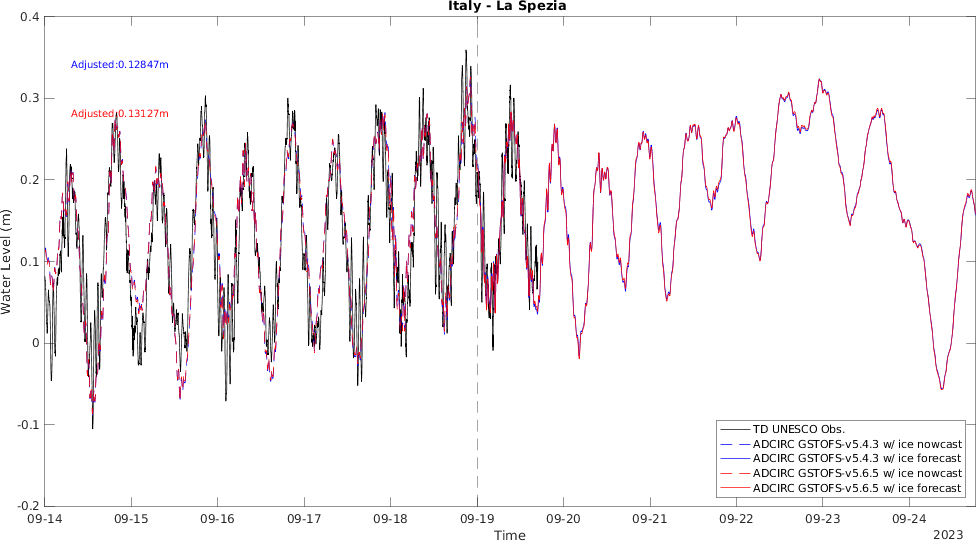 Italy - La Spezia
0.4
0.3
0.2
0.1
0
-0.1
-0.2
Water Level (m)
Adjusted:0.12847m
Adjusted:0.13127m
TD UNESCO Obs.
ADCIRC GSTOFS-v5.4.3 w/ ice nowcast
ADCIRC GSTOFS-v5.4.3 w/ ice forecast
ADCIRC GSTOFS-v5.6.5 w/ ice nowcast
ADCIRC GSTOFS-v5.6.5 w/ ice forecast
09-14 09-15 09-16 09-17 09-18 09-19 09-20 09-21 09-22 09-23 09-24
Time
2023